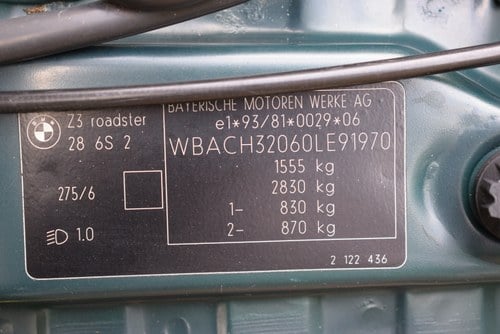 BMW
Z3 roadster
28 6S 2
275/6
1.0
BAYERISCHE MOTOREN WERKE AG
e1*93/81*0029*06
WBACH32060LE91970
1555 kg
2830 kg
1- 830 kg
2- 870 kg
2 122 436